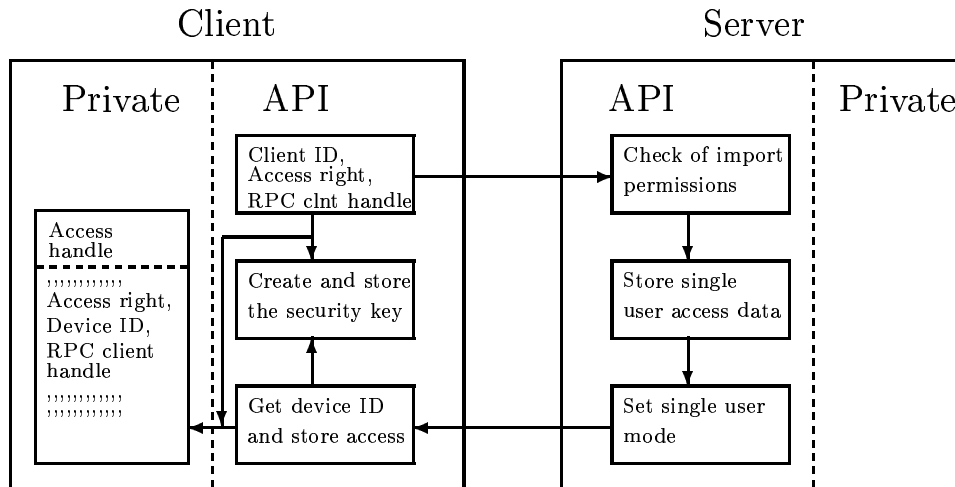 Client
Server
Private
API
API
Private
Client ID,
Access right,
RPC clnt handle
Check of import
permissions
Access
handle
,,,,,,,,,,,,
Access right,
Device ID,
RPC client
handle
,,,,,,,,,,,,
,,,,,,,,,,,,
Create and store
the security key
Store single
user access data
Get device ID
and store access
Set single user
mode